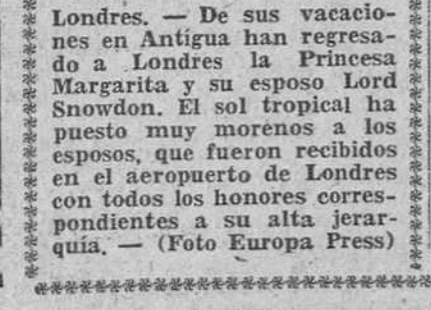 Londres. — De sus vacacio-
nes en Antígua han regresa-
do a Londres la Princesa
Margarita y su esposo Lord
Snowdon. El sol tropical ha
puesto muy morenos a los
esposos, que fueron recibidos
en el aeropuerto de Londres
con todos los honores corres-
pondientes a su alta jerar-
quía. — (Foto Europa Press)